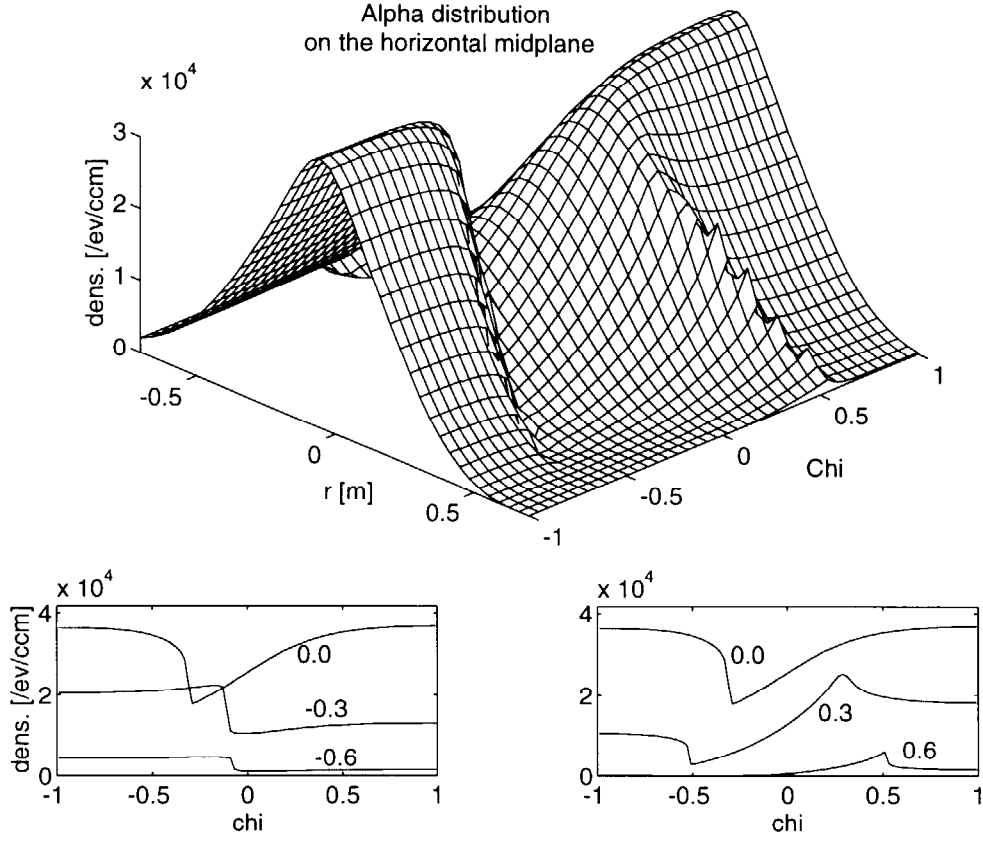 Alpha distribution
on the horizontal midplane
x 10^4
3
2
1
0
dens. [/ev/ccm]
-0.5
0
0.5
r [m]
-1
-0.5
0
0.5
1
Chi
x 10^4
4
2
0
dens. [/ev/ccm]
0.0
-0.3
-0.6
-1 -0.5 0 0.5 1
chi
x 10^4
4
2
0
0.0
0.3
0.6
-1 -0.5 0 0.5 1
chi